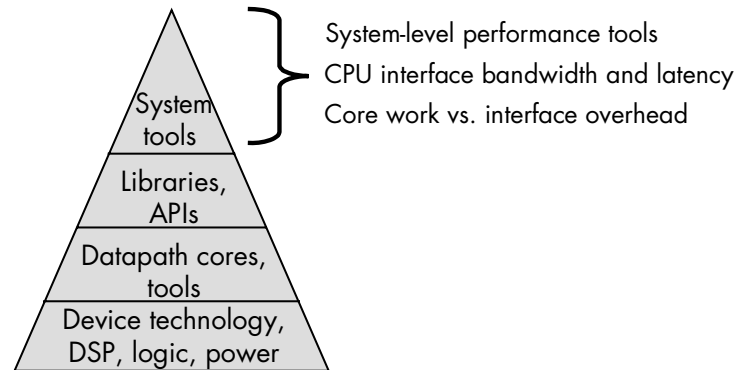 System-level performance tools
CPU interface bandwidth and latency
Core work vs. interface overhead
System
tools
Libraries,
APIs
Datapath cores,
tools
Device technology,
DSP, logic, power